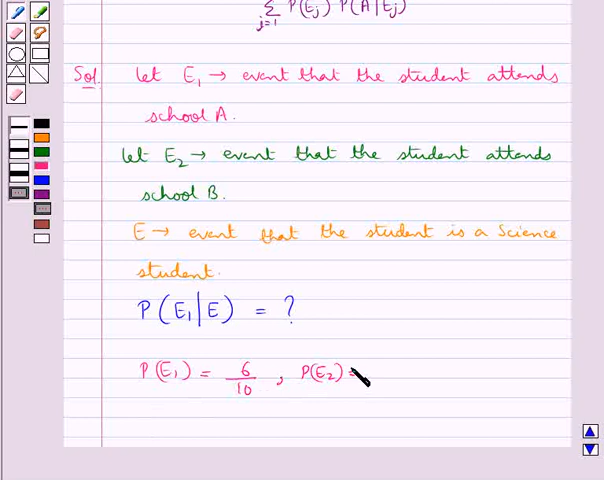 ∑ P(Ej) P(A|Ej)
j=1
Sol. Let E₁ → event that the student attends
school A.
Let E₂ → event that the student attends
school B.
E → event that the student is a Science
student.
P(E₁|E) = ?
P(E₁) = 6/10 , P(E₂) =